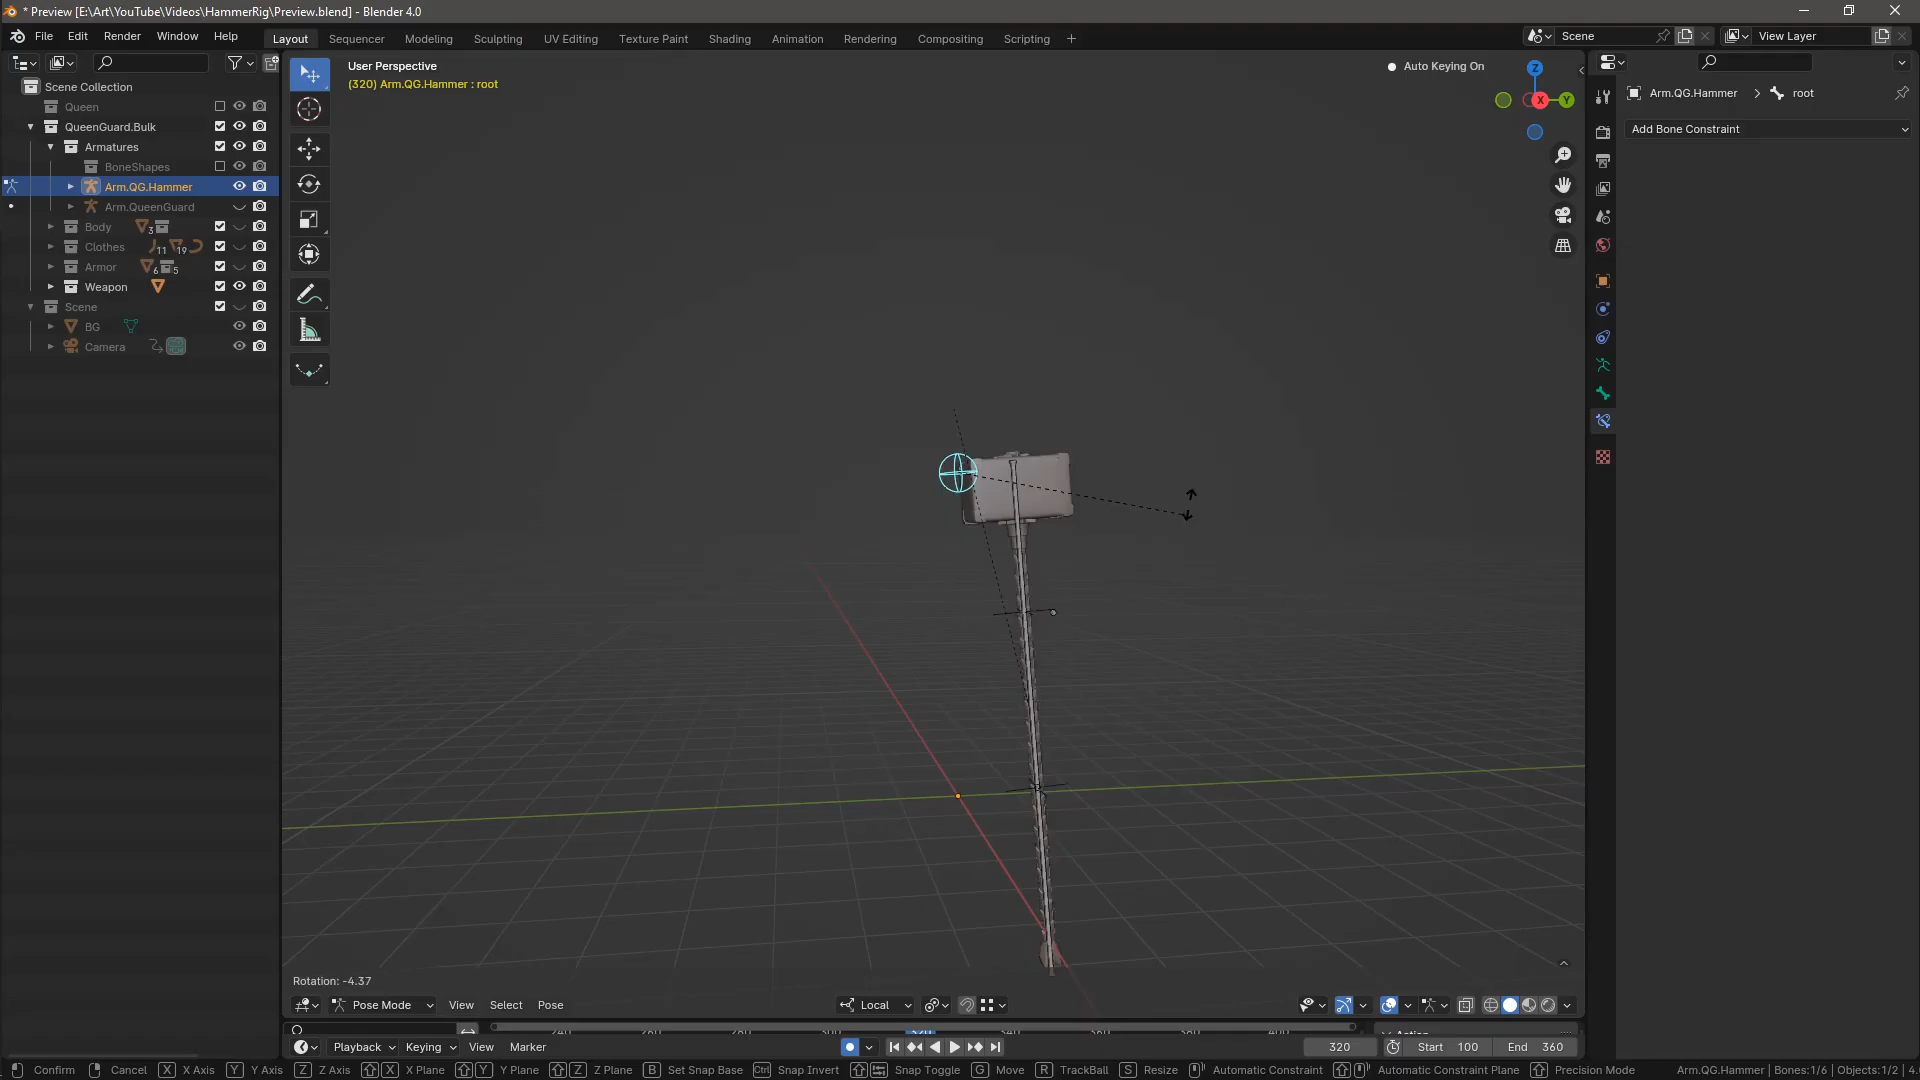 * Preview [E:\Art\YouTube\Videos\HammerRig\Preview.blend] - Blender 4.0
File Edit Render Window Help
Layout Sequencer Modeling Sculpting UV Editing Texture Paint Shading Animation Rendering Compositing Scripting
Scene
View Layer
User Perspective
(320) Arm.QG.Hammer : root
Auto Keying On
Z
X
Y
Scene Collection
Queen
QueenGuard.Bulk
Armatures
BoneShapes
Arm.QG.Hammer
Arm.QueenGuard
Body 3
Clothes 11 19
Armor 6 5
Weapon
Scene
BG
Camera
Arm.QG.Hammer > root
Add Bone Constraint
Rotation: -4.37
Pose Mode View Select Pose
Local
Playback Keying View Marker
320
Start 100 End 360
Confirm Cancel X X Axis Y Y Axis Z Z Axis X X Plane Y Y Plane Z Z Plane B Set Snap Base Ctrl Snap Invert Snap Toggle G Move R TrackBall S Resize Automatic Constraint Automatic Constraint Plane Precision Mode
Arm.QG.Hammer | Bones:1/6 | Objects:1/2 | 4.